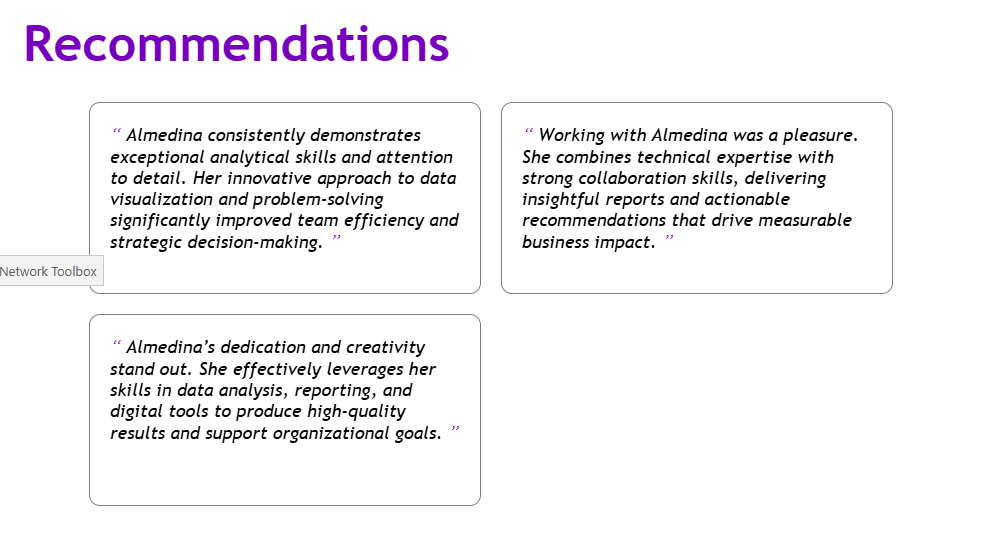 Recommendations
“ Almedina consistently demonstrates
exceptional analytical skills and attention
to detail. Her innovative approach to data
visualization and problem-solving
significantly improved team efficiency and
strategic decision-making. ”
“ Working with Almedina was a pleasure.
She combines technical expertise with
strong collaboration skills, delivering
insightful reports and actionable
recommendations that drive measurable
business impact. ”
Network Toolbox
“ Almedina’s dedication and creativity
stand out. She effectively leverages her
skills in data analysis, reporting, and
digital tools to produce high-quality
results and support organizational goals. ”